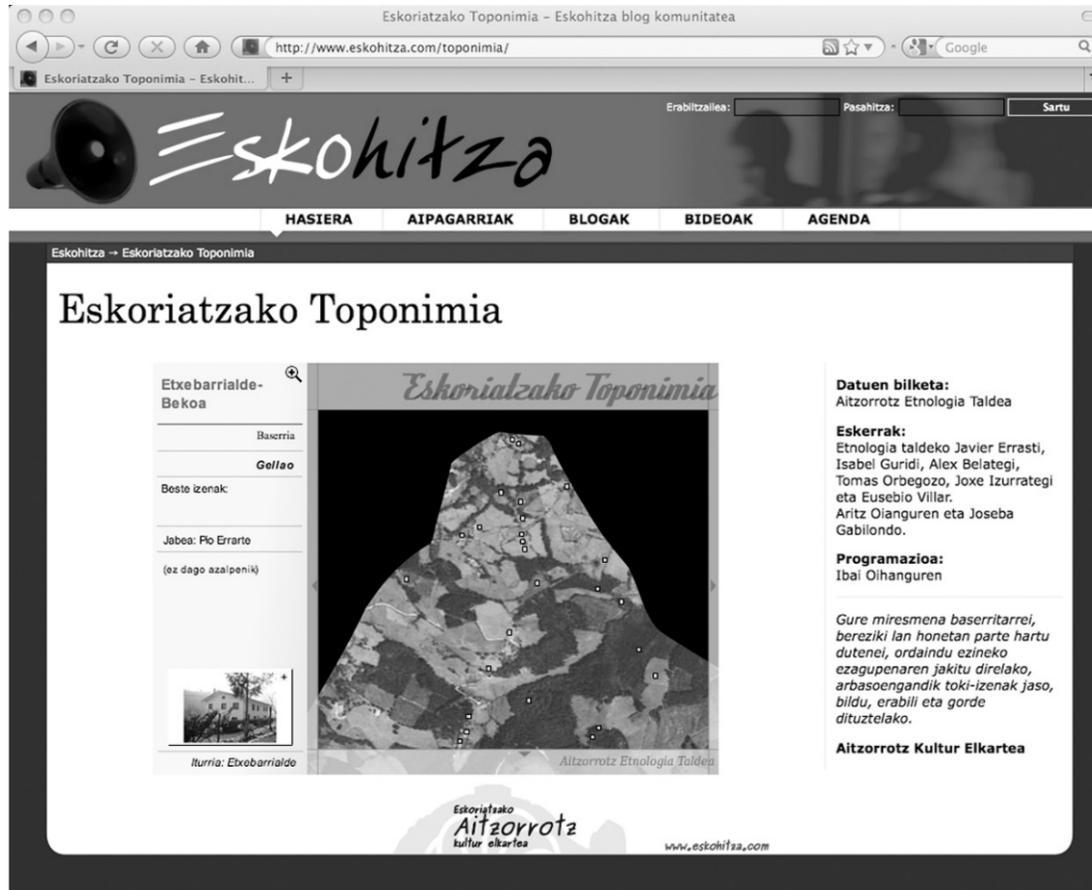 Eskoriatzako Toponimia – Eskohitza blog komunitatea
http://www.eskohitza.com/toponimia/
Google
Eskoriatzako Toponimia – Eskohit...
Erabiltzailea:
Pasahitza:
Sartu
Eskohitza
HASIERA AIPAGARRIAK BLOGAK BIDEOAK AGENDA
Eskohitza → Eskoriatzako Toponimia
Eskoriatzako Toponimia
Etxebarrialde-
Bekoa
Baserria
Gellao
Beste izenak:
Jabea: Pio Errarte
(ez dago azalpenik)
Iturria: Etxebarrialde
Eskoriatzako Toponimia
Aitzorrotz Etnologia Taldea
Datuen bilketa:
Aitzorrotz Etnologia Taldea
Eskerrak:
Etnologia taldeko Javier Errasti,
Isabel Guridi, Alex Belategi,
Tomas Orbegozo, Joxe Izurrategi
eta Eusebio Villar.
Aritz Oianguren eta Joseba
Gabilondo.
Programazioa:
Ibai Oihanguren
Gure miresmena baserritarrei,
bereziki lan honetan parte hartu
dutenei, ordaindu ezineko
ezagupenaren jakitu direlako,
arbasoengandik toki-izenak jaso,
bildu, erabili eta gorde
dituztelako.
Aitzorrotz Kultur Elkartea
Eskoriatzako
Aitzorrotz
kultur elkartea
www.eskohitza.com